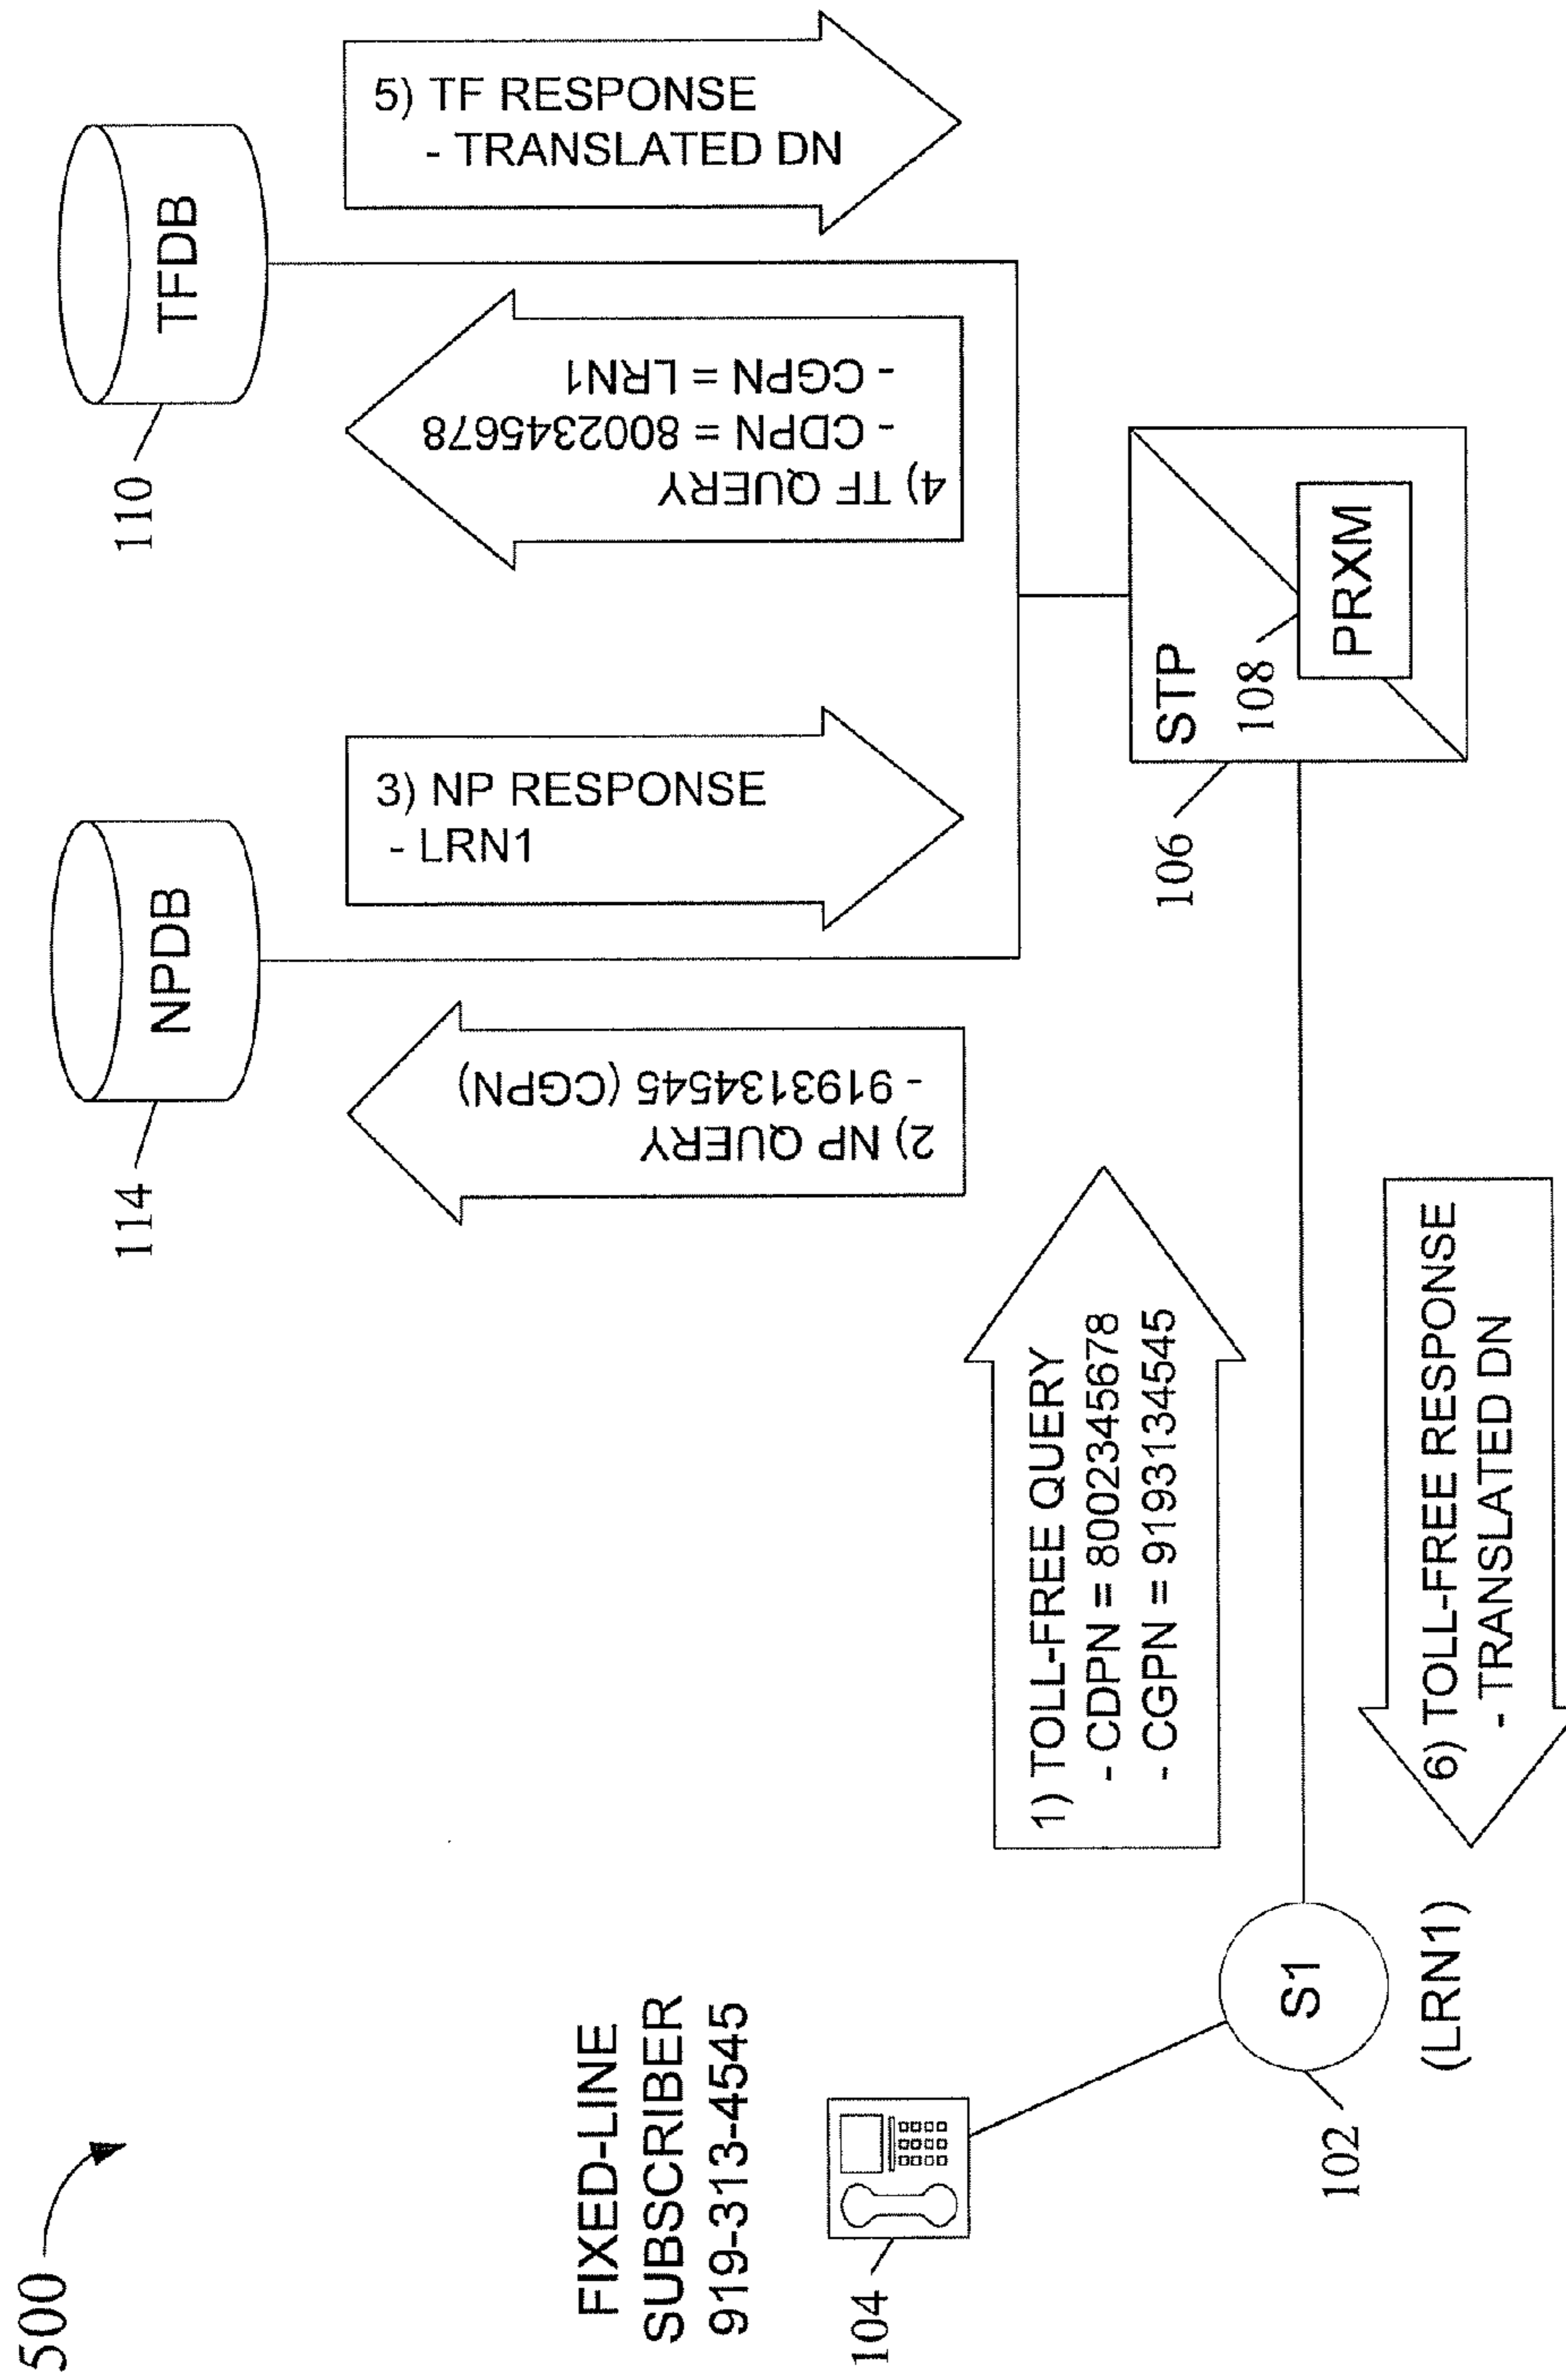 500
FIXED-LINE
SUBSCRIBER
919-313-4545
104
S1
102
(LRN1)
1) TOLL-FREE QUERY
- CDPN = 8002345678
- CGPN = 9193134545
6) TOLL-FREE RESPONSE
- TRANSLATED DN
114
NPDB
2) NP QUERY
- 9193134545 (CGPN)
3) NP RESPONSE
- LRN1
110
TFDB
4) TF QUERY
- CDPN = 8002345678
- CGPN = LRN1
5) TF RESPONSE
- TRANSLATED DN
STP
106
108
PRXM